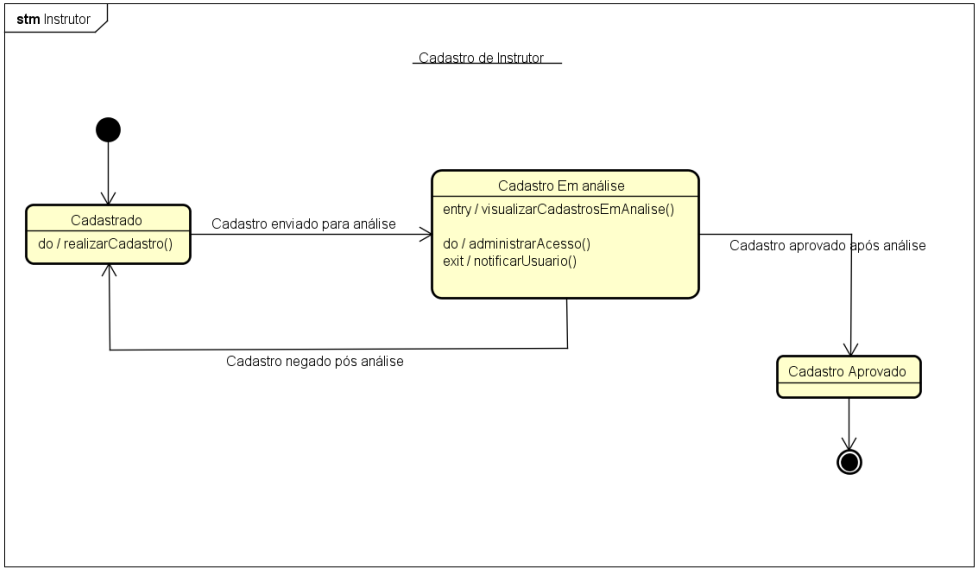 stm Instrutor
Cadastro de Instrutor
Cadastrado
do / realizarCadastro()
Cadastro enviado para análise
Cadastro Em análise
entry / visualizarCadastrosEmAnalise()
do / administrarAcesso()
exit / notificarUsuario()
Cadastro aprovado após análise
Cadastro negado pós análise
Cadastro Aprovado